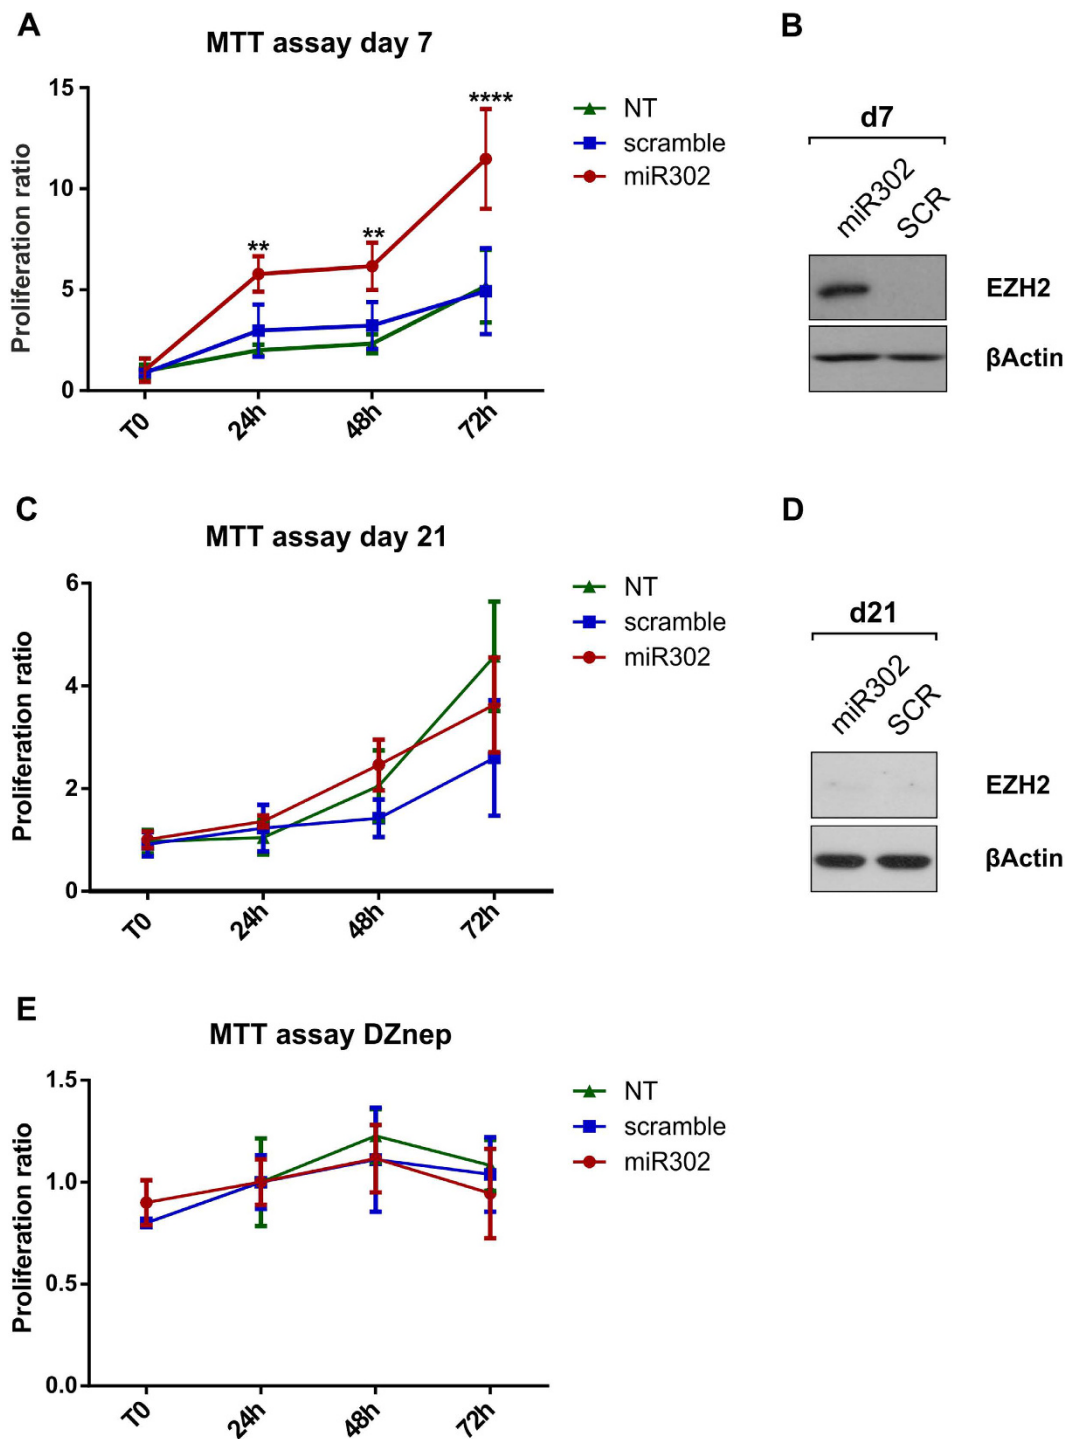 A
MTT assay day 7
Proliferation ratio
15
10
5
0
T0
24h
48h
72h
**
**
****
NT
scramble
miR302
B
d7
miR302
SCR
EZH2
βActin
C
MTT assay day 21
Proliferation ratio
6
4
2
0
T0
24h
48h
72h
NT
scramble
miR302
D
d21
miR302
SCR
EZH2
βActin
E
MTT assay DZnep
Proliferation ratio
1.5
1.0
0.5
0.0
T0
24h
48h
72h
NT
scramble
miR302